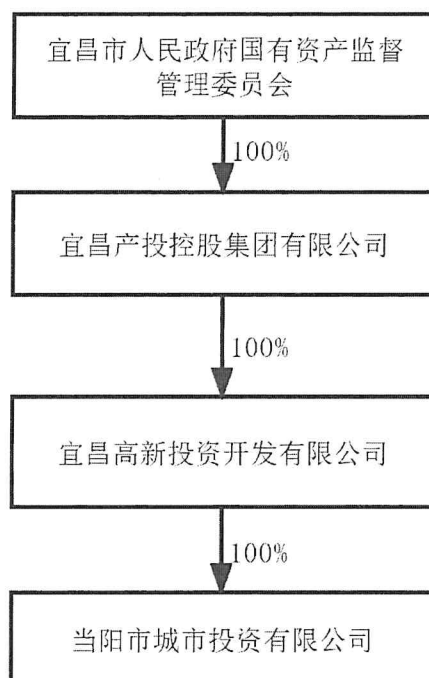 宜昌市人民政府国有资产监督
管理委员会
100%
宜昌产投控股集团有限公司
100%
宜昌高新投资开发有限公司
100%
当阳市城市投资有限公司